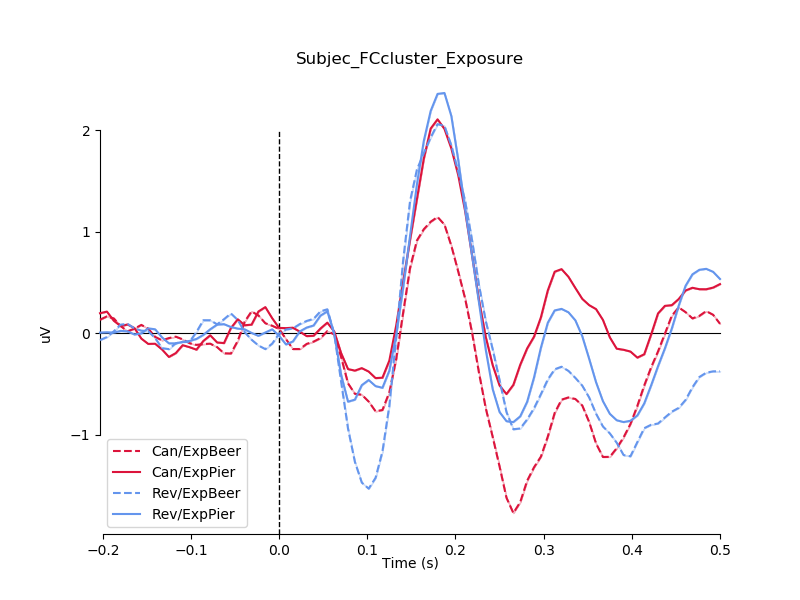 Subjec_FCcluster_Exposure
2
1
0
−1
uV
Can/ExpBeer
Can/ExpPier
Rev/ExpBeer
Rev/ExpPier
−0.2 −0.1 0.0 0.1 0.2 0.3 0.4 0.5
Time (s)